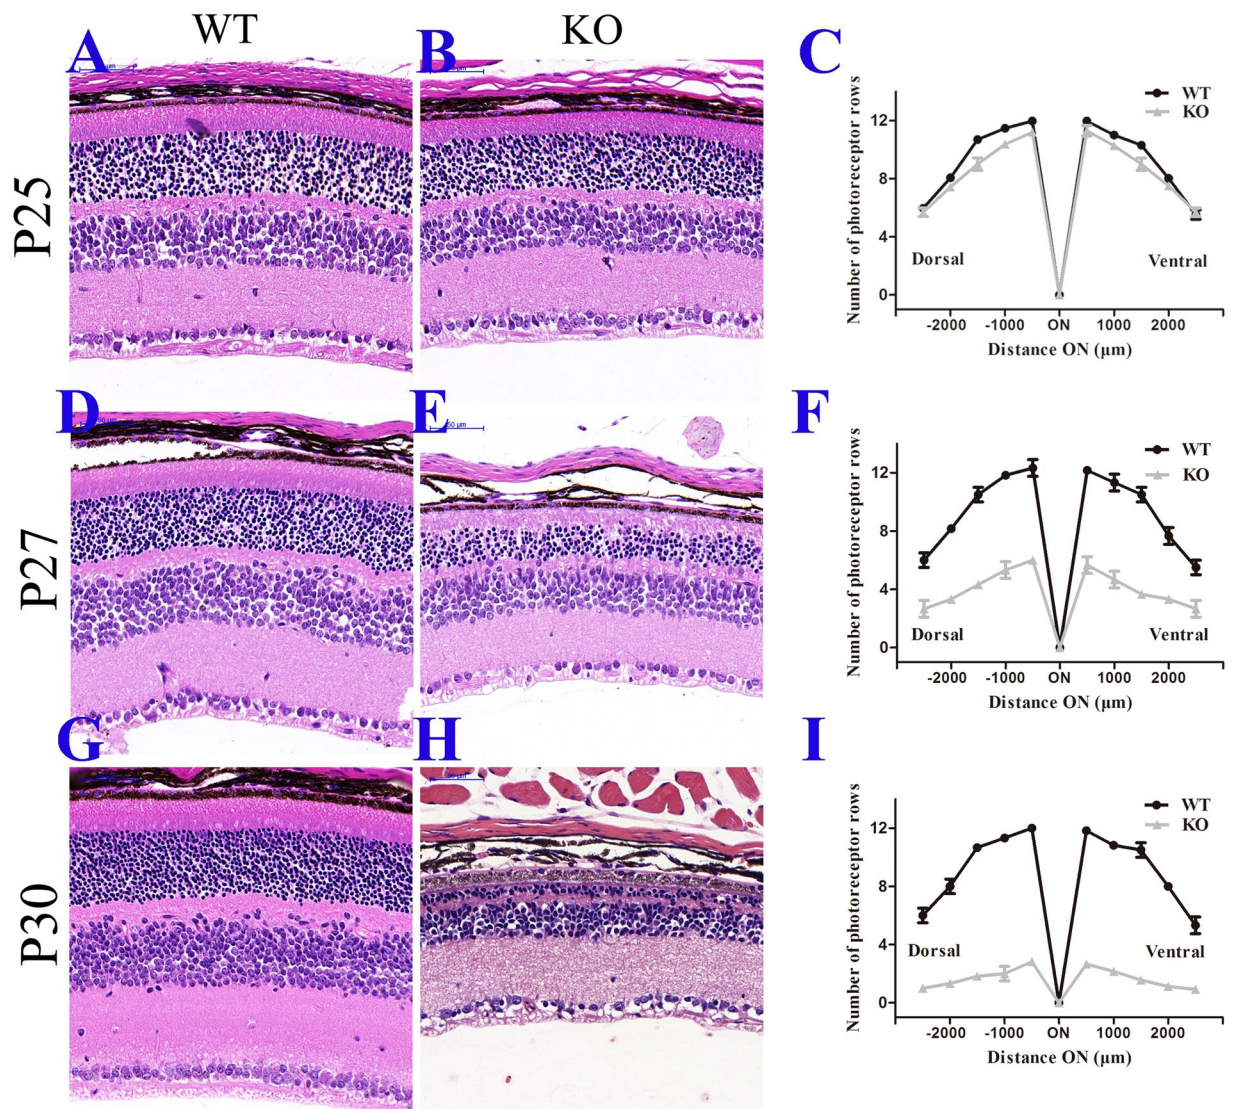 WT
KO
A
B
C
P25
WT
KO
Number of photoreceptor rows
12
8
4
0
Dorsal
Ventral
-2000
-1000
ON
1000
2000
Distance ON (μm)
D
E
F
P27
50 μm
WT
KO
Number of photoreceptor rows
12
8
4
0
Dorsal
Ventral
-2000
-1000
ON
1000
2000
Distance ON (μm)
G
H
I
P30
WT
KO
Number of photoreceptor rows
12
8
4
0
Dorsal
Ventral
-2000
-1000
ON
1000
2000
Distance ON (μm)